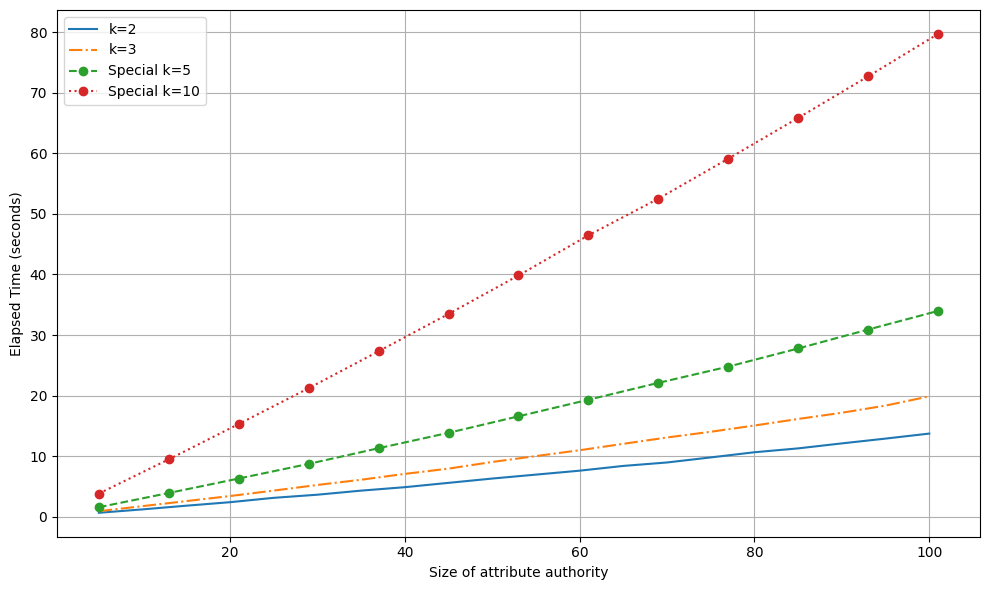 k=2
k=3
Special k=5
Special k=10
80
70
60
50
40
30
20
10
0
Elapsed Time (seconds)
20 40 60 80 100
Size of attribute authority